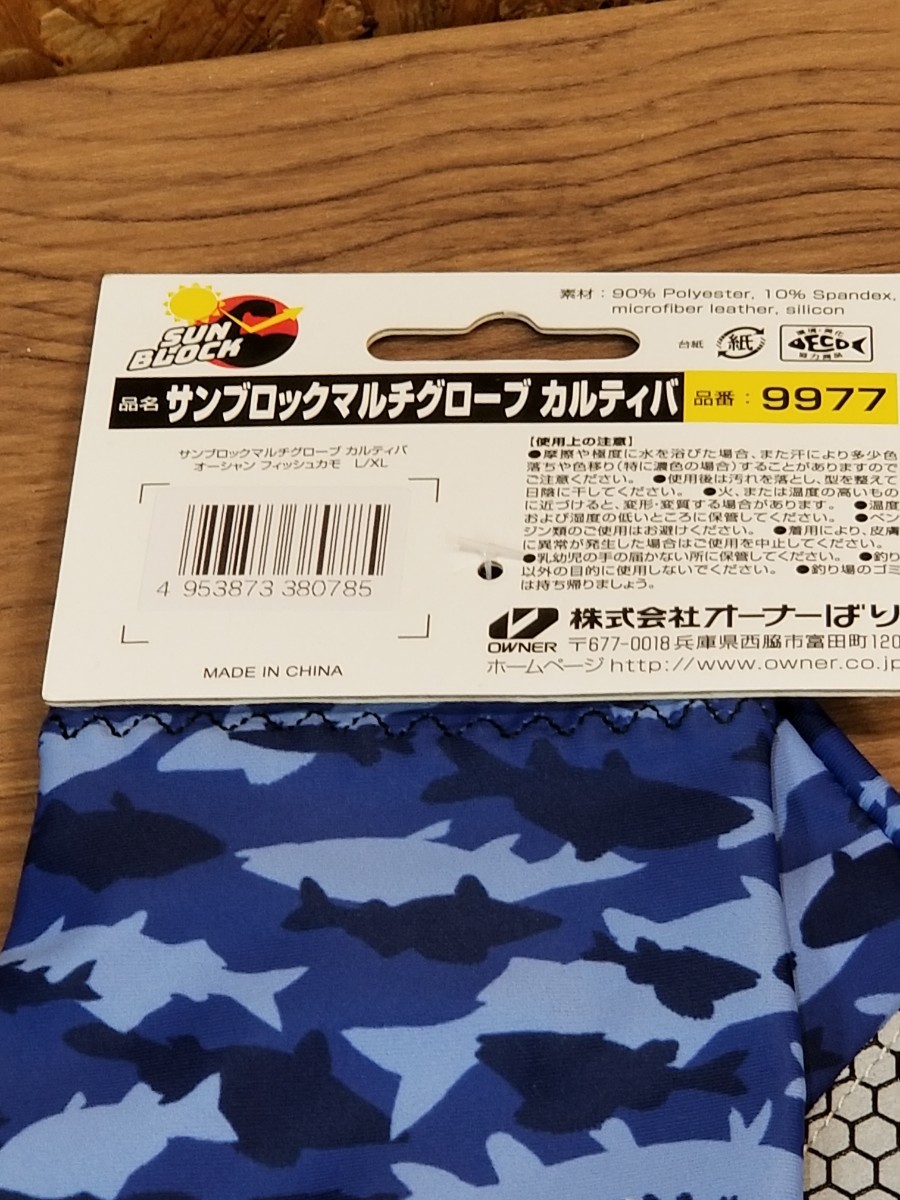 SUN
BLOCK
素材：90% Polyester, 10% Spandex,
microfiber leather, silicon
台紙 紙 ECO
協力商品
品名 サンブロックマルチグローブ カルティバ 品番：9977
サンブロックマルチグローブ カルティバ
オーシャン フィッシュカモ L/XL
4 953873 380785
MADE IN CHINA
【使用上の注意】
●摩擦や極度に水を浴びた場合、また汗により多少色
落ちや色移り(特に濃色の場合)することがありますので
ご注意ください。 ●使用後は汚れを落とし、型を整えて
日陰に干してください。 ●火、または温度の高いもの
に近づけると、変形・変質する場合があります。 ●温度
および湿度の低いところに保管してください。 ●ベン
ジン類のご使用はお避けください。 ●着用により、皮膚
に異常が発生した場合はご使用を中止してください。
●乳幼児の手の届かない所に保管してください。 ●釣り
以外の目的に使用しないでください。 ●釣り場のゴミ
は持ち帰りましょう。
OWNER 株式会社オーナーばり
〒677-0018兵庫県西脇市富田町120
ホームページhttp://www.owner.co.jp